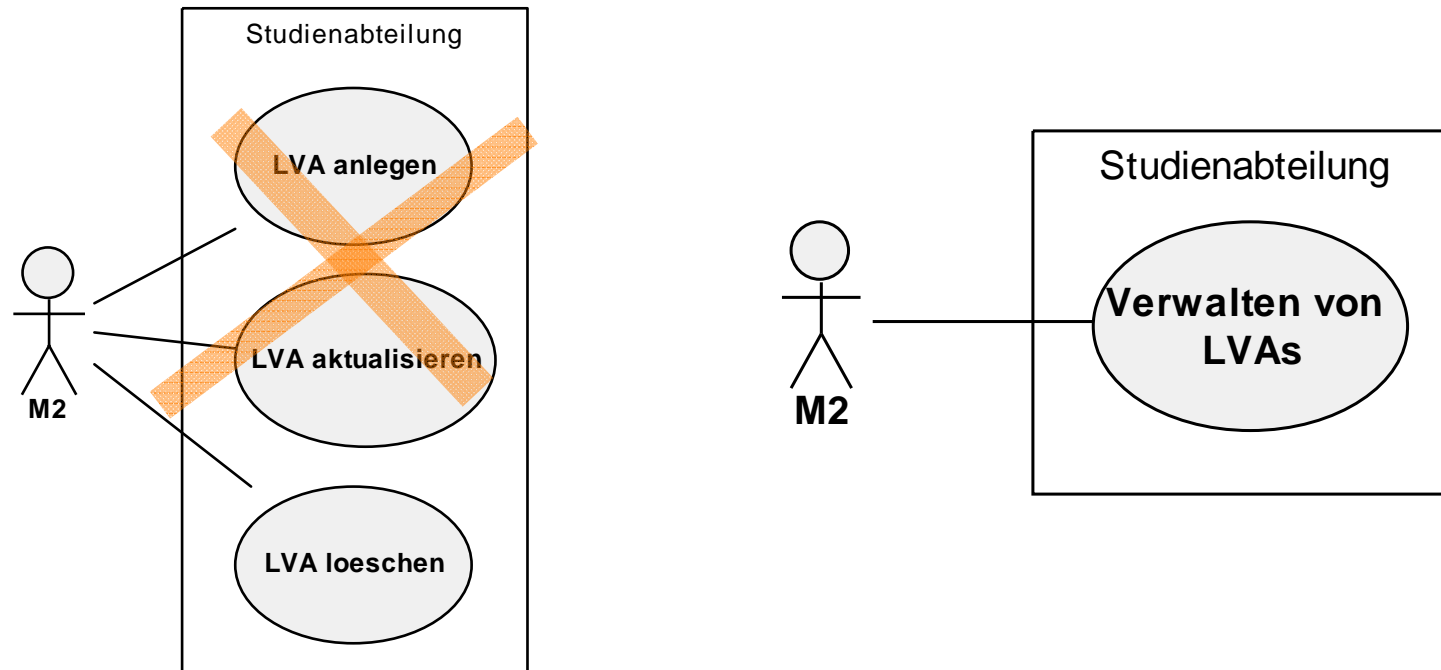 Studienabteilung
LVA anlegen
LVA aktualisieren
M2
LVA loeschen
Studienabteilung
Verwalten von
LVAs
M2